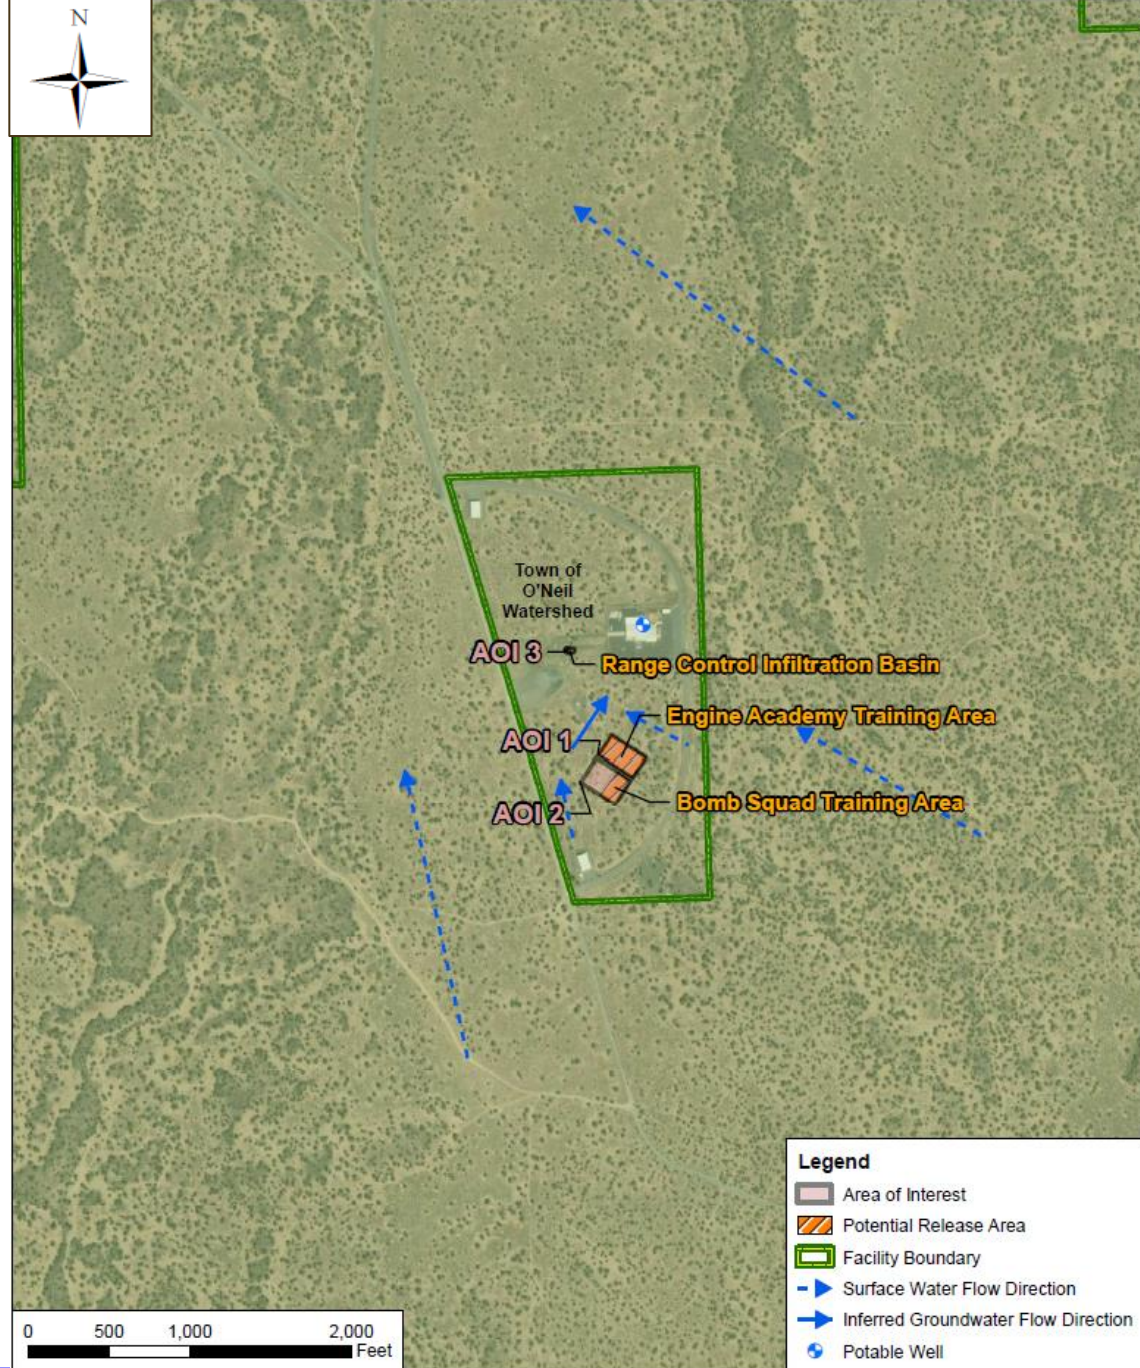 N
Town of
O'Neil
Watershed
AOI 3
Range Control Infiltration Basin
Engine Academy Training Area
AOI 1
Bomb Squad Training Area
AOI 2
Legend
Area of Interest
Potential Release Area
Facility Boundary
Surface Water Flow Direction
Inferred Groundwater Flow Direction
Potable Well
0 500 1,000 2,000
Feet